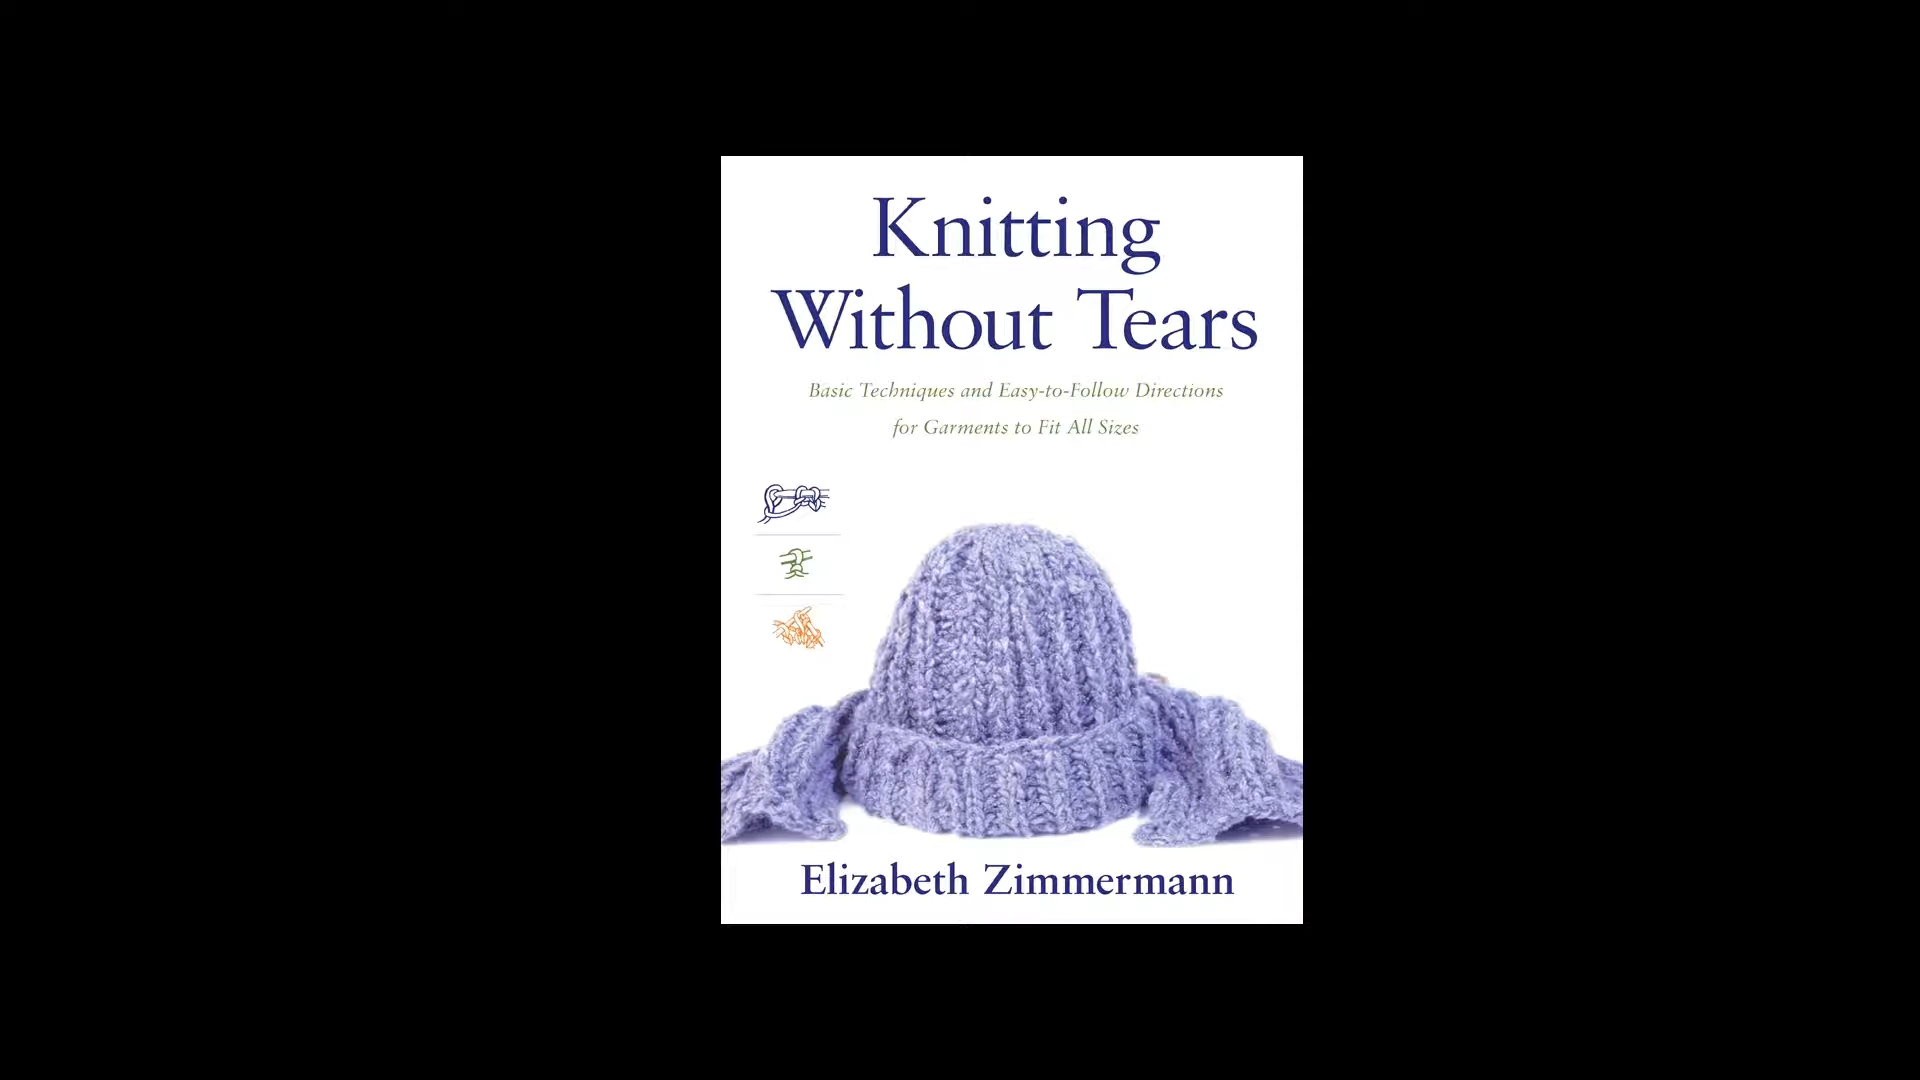 Knitting
Without Tears
Basic Techniques and Easy-to-Follow Directions
for Garments to Fit All Sizes
Elizabeth Zimmermann